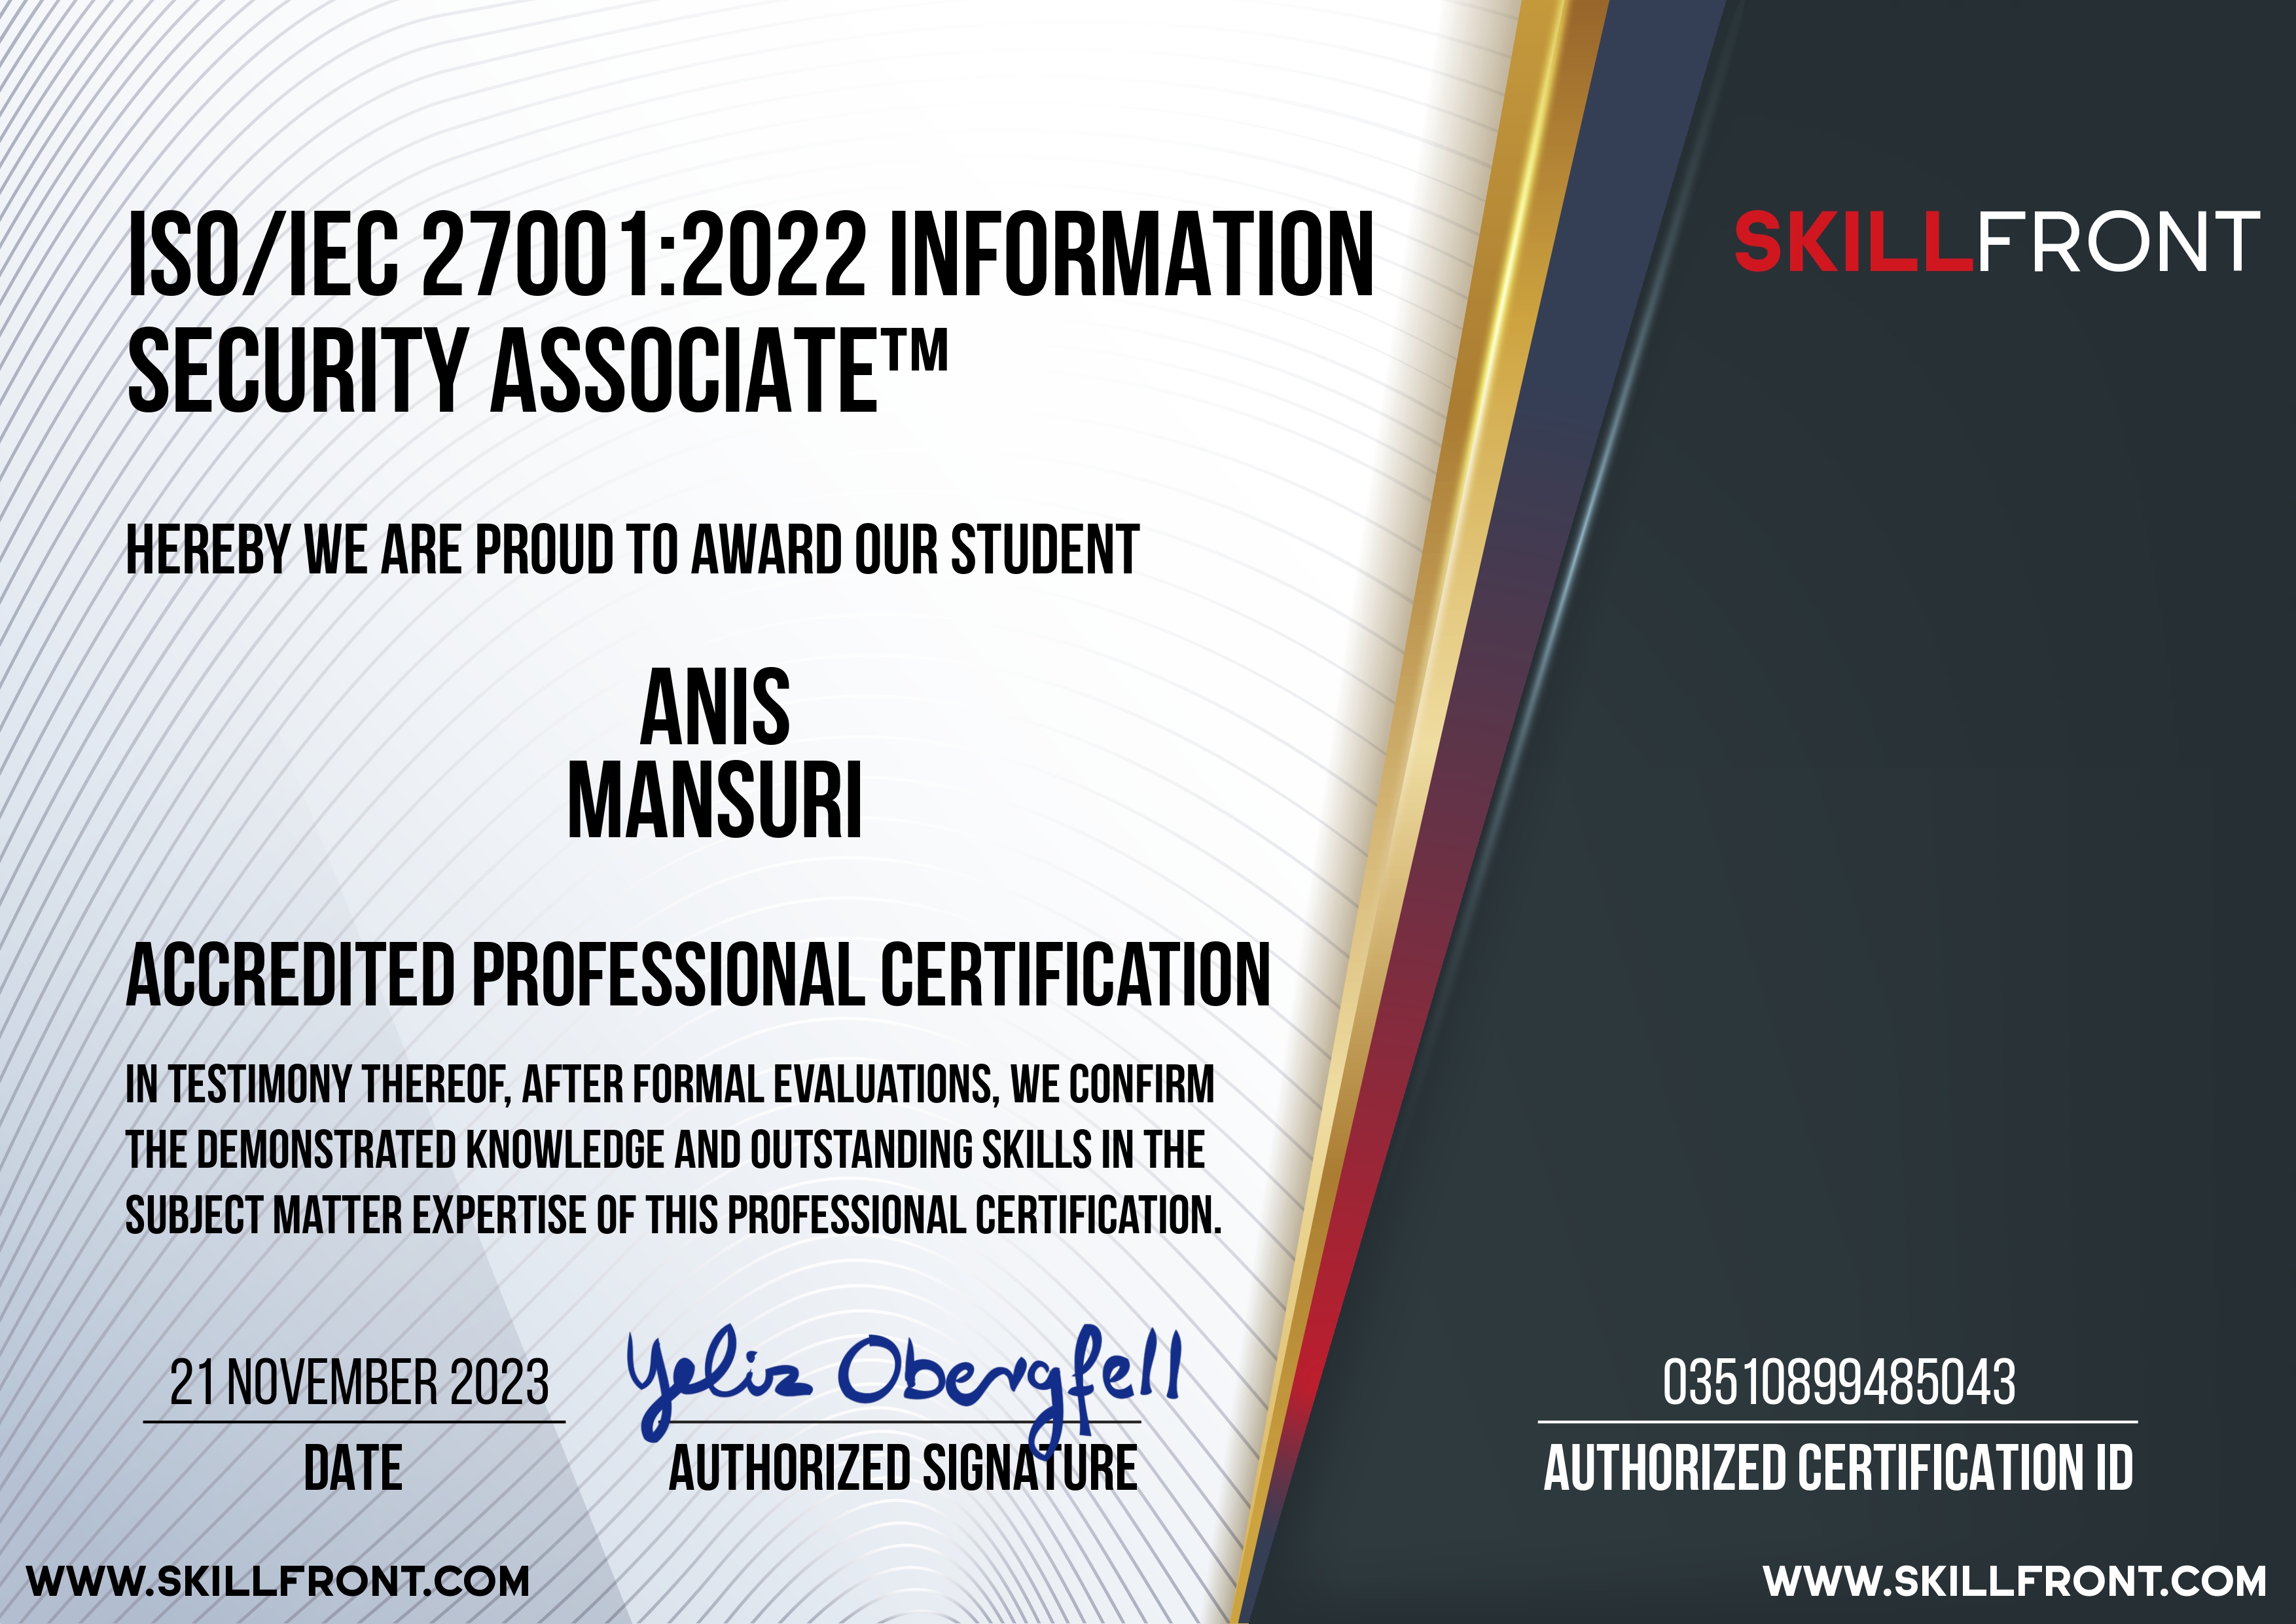 ISO/IEC 27001:2022 INFORMATION
SECURITY ASSOCIATE™
SKILLFRONT
HEREBY WE ARE PROUD TO AWARD OUR STUDENT
ANIS
MANSURI
ACCREDITED PROFESSIONAL CERTIFICATION
IN TESTIMONY THEREOF, AFTER FORMAL EVALUATIONS, WE CONFIRM
THE DEMONSTRATED KNOWLEDGE AND OUTSTANDING SKILLS IN THE
SUBJECT MATTER EXPERTISE OF THIS PROFESSIONAL CERTIFICATION.
21 NOVEMBER 2023
DATE
Yeliz Obergfell
AUTHORIZED SIGNATURE
03510899485043
AUTHORIZED CERTIFICATION ID
WWW.SKILLFRONT.COM
WWW.SKILLFRONT.COM